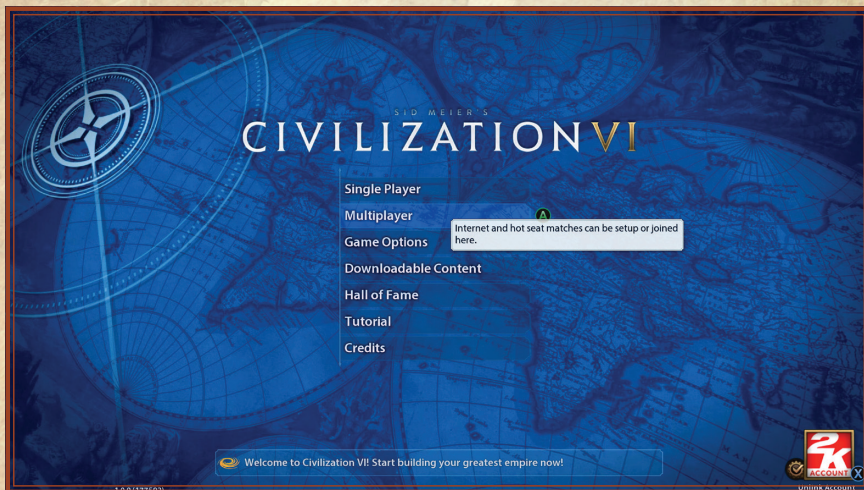 SID MEIER'S
CIVILIZATION VI
Single Player
Multiplayer
A
Internet and hot seat matches can be setup or joined
here.
Game Options
Downloadable Content
Hall of Fame
Tutorial
Credits
Welcome to Civilization VI! Start building your greatest empire now!
2K
ACCOUNT
X
Unlink Account